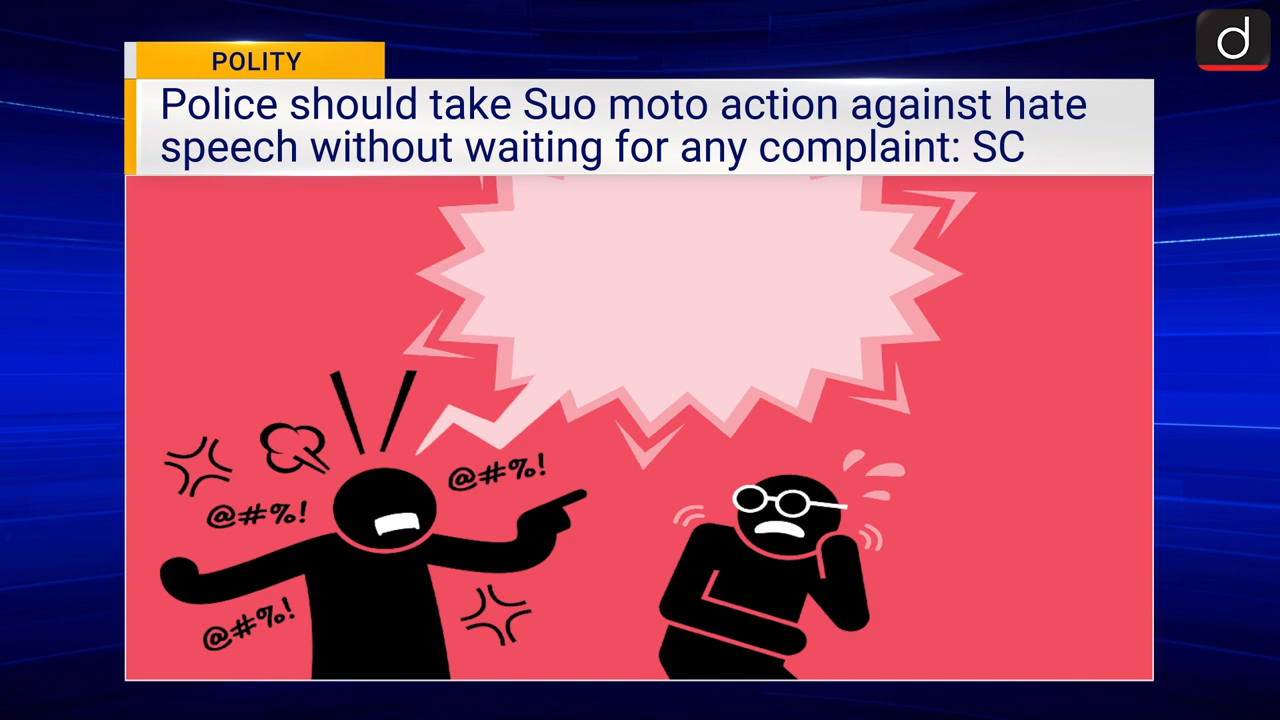 d
POLITY
Police should take Suo moto action against hate
speech without waiting for any complaint: SC
@#%!
@#%!
@#%!